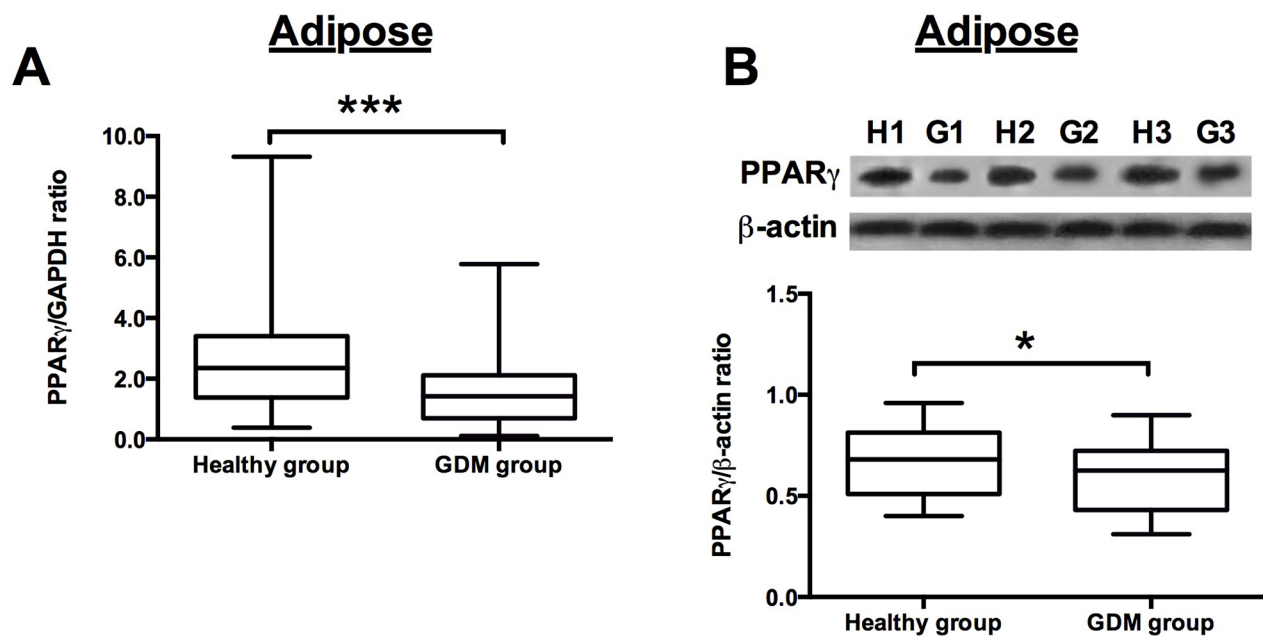 A
Adipose
***
10.0
8.0
6.0
4.0
2.0
0.0
PPARγ/GAPDH ratio
Healthy group GDM group
B
Adipose
H1 G1 H2 G2 H3 G3
PPARγ
β-actin
*
1.5
1.0
0.5
0.0
PPARγ/β-actin ratio
Healthy group GDM group